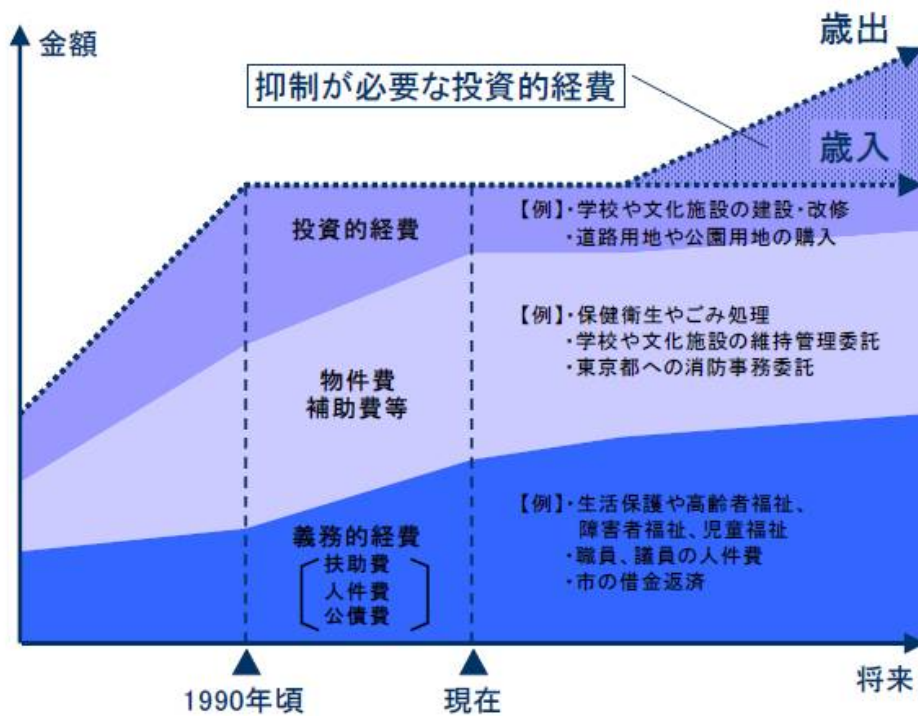 金額
歳出
抑制が必要な投資的経費
歳入
投資的経費
【例】・学校や文化施設の建設・改修
・道路用地や公園用地の購入
物件費
補助費等
【例】・保健衛生やごみ処理
・学校や文化施設の維持管理委託
・東京都への消防事務委託
義務的経費
扶助費
人件費
公債費
【例】・生活保護や高齢者福祉、
障害者福祉、児童福祉
・職員、議員の人件費
・市の借金返済
1990年頃
現在
将来